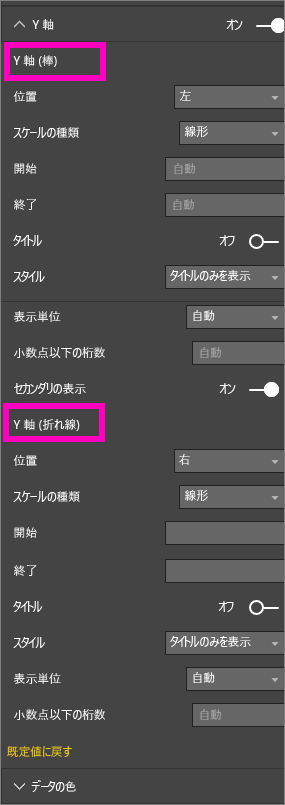 Y 軸 オン
Y 軸 (棒)
位置 左
スケールの種類 線形
開始 自動
終了 自動
タイトル オフ
スタイル タイトルのみを表示
表示単位 自動
小数点以下の桁数 自動
セカンダリの表示 オン
Y 軸 (折れ線)
位置 右
スケールの種類 線形
開始
終了
タイトル オフ
スタイル タイトルのみを表示
表示単位 自動
小数点以下の桁数 自動
既定値に戻す
データの色